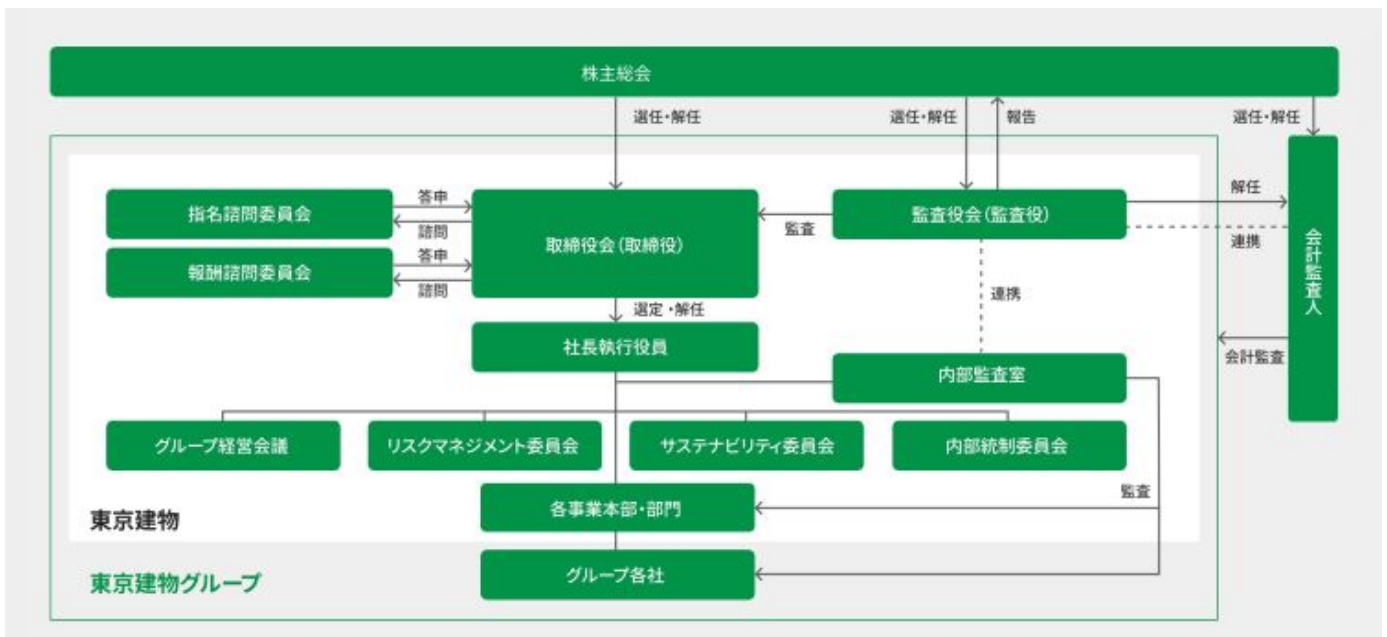 株主総会
選任・解任
選任・解任
報告
選任・解任
指名諮問委員会
答申
諮問
報酬諮問委員会
答申
諮問
取締役会(取締役)
監査
監査役会(監査役)
解任
連携
会計監査人
選定・解任
連携
社長執行役員
会計監査
内部監査室
グループ経営会議
リスクマネジメント委員会
サステナビリティ委員会
内部統制委員会
監査
各事業本部・部門
東京建物
グループ各社
東京建物グループ